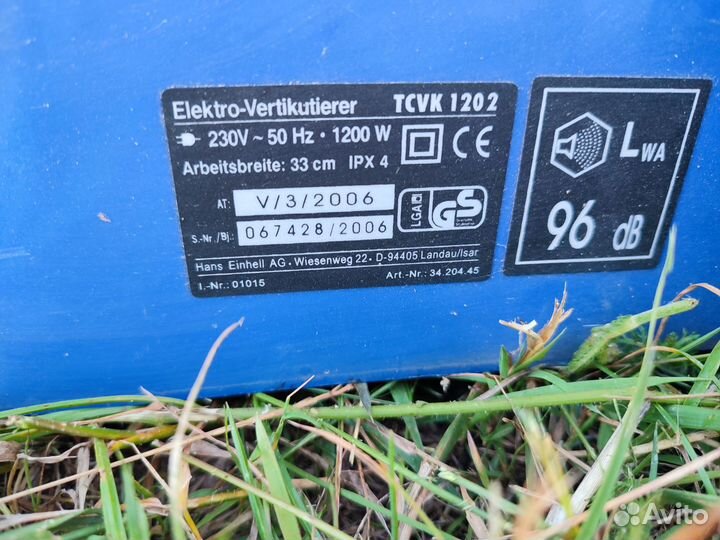 Elektro-Vertikutierer TCVK 1202
230V ~ 50 Hz · 1200 W
CE
Arbeitsbreite: 33 cm IPX 4
AT: V/3/2006
S.-Nr./Bj.: 067428/2006
LGA GS
Hans Einhell AG · Wiesenweg 22 · D-94405 Landau/Isar
I.-Nr.: 01015 Art.-Nr.: 34.204.45
LWA
96 dB
Avito